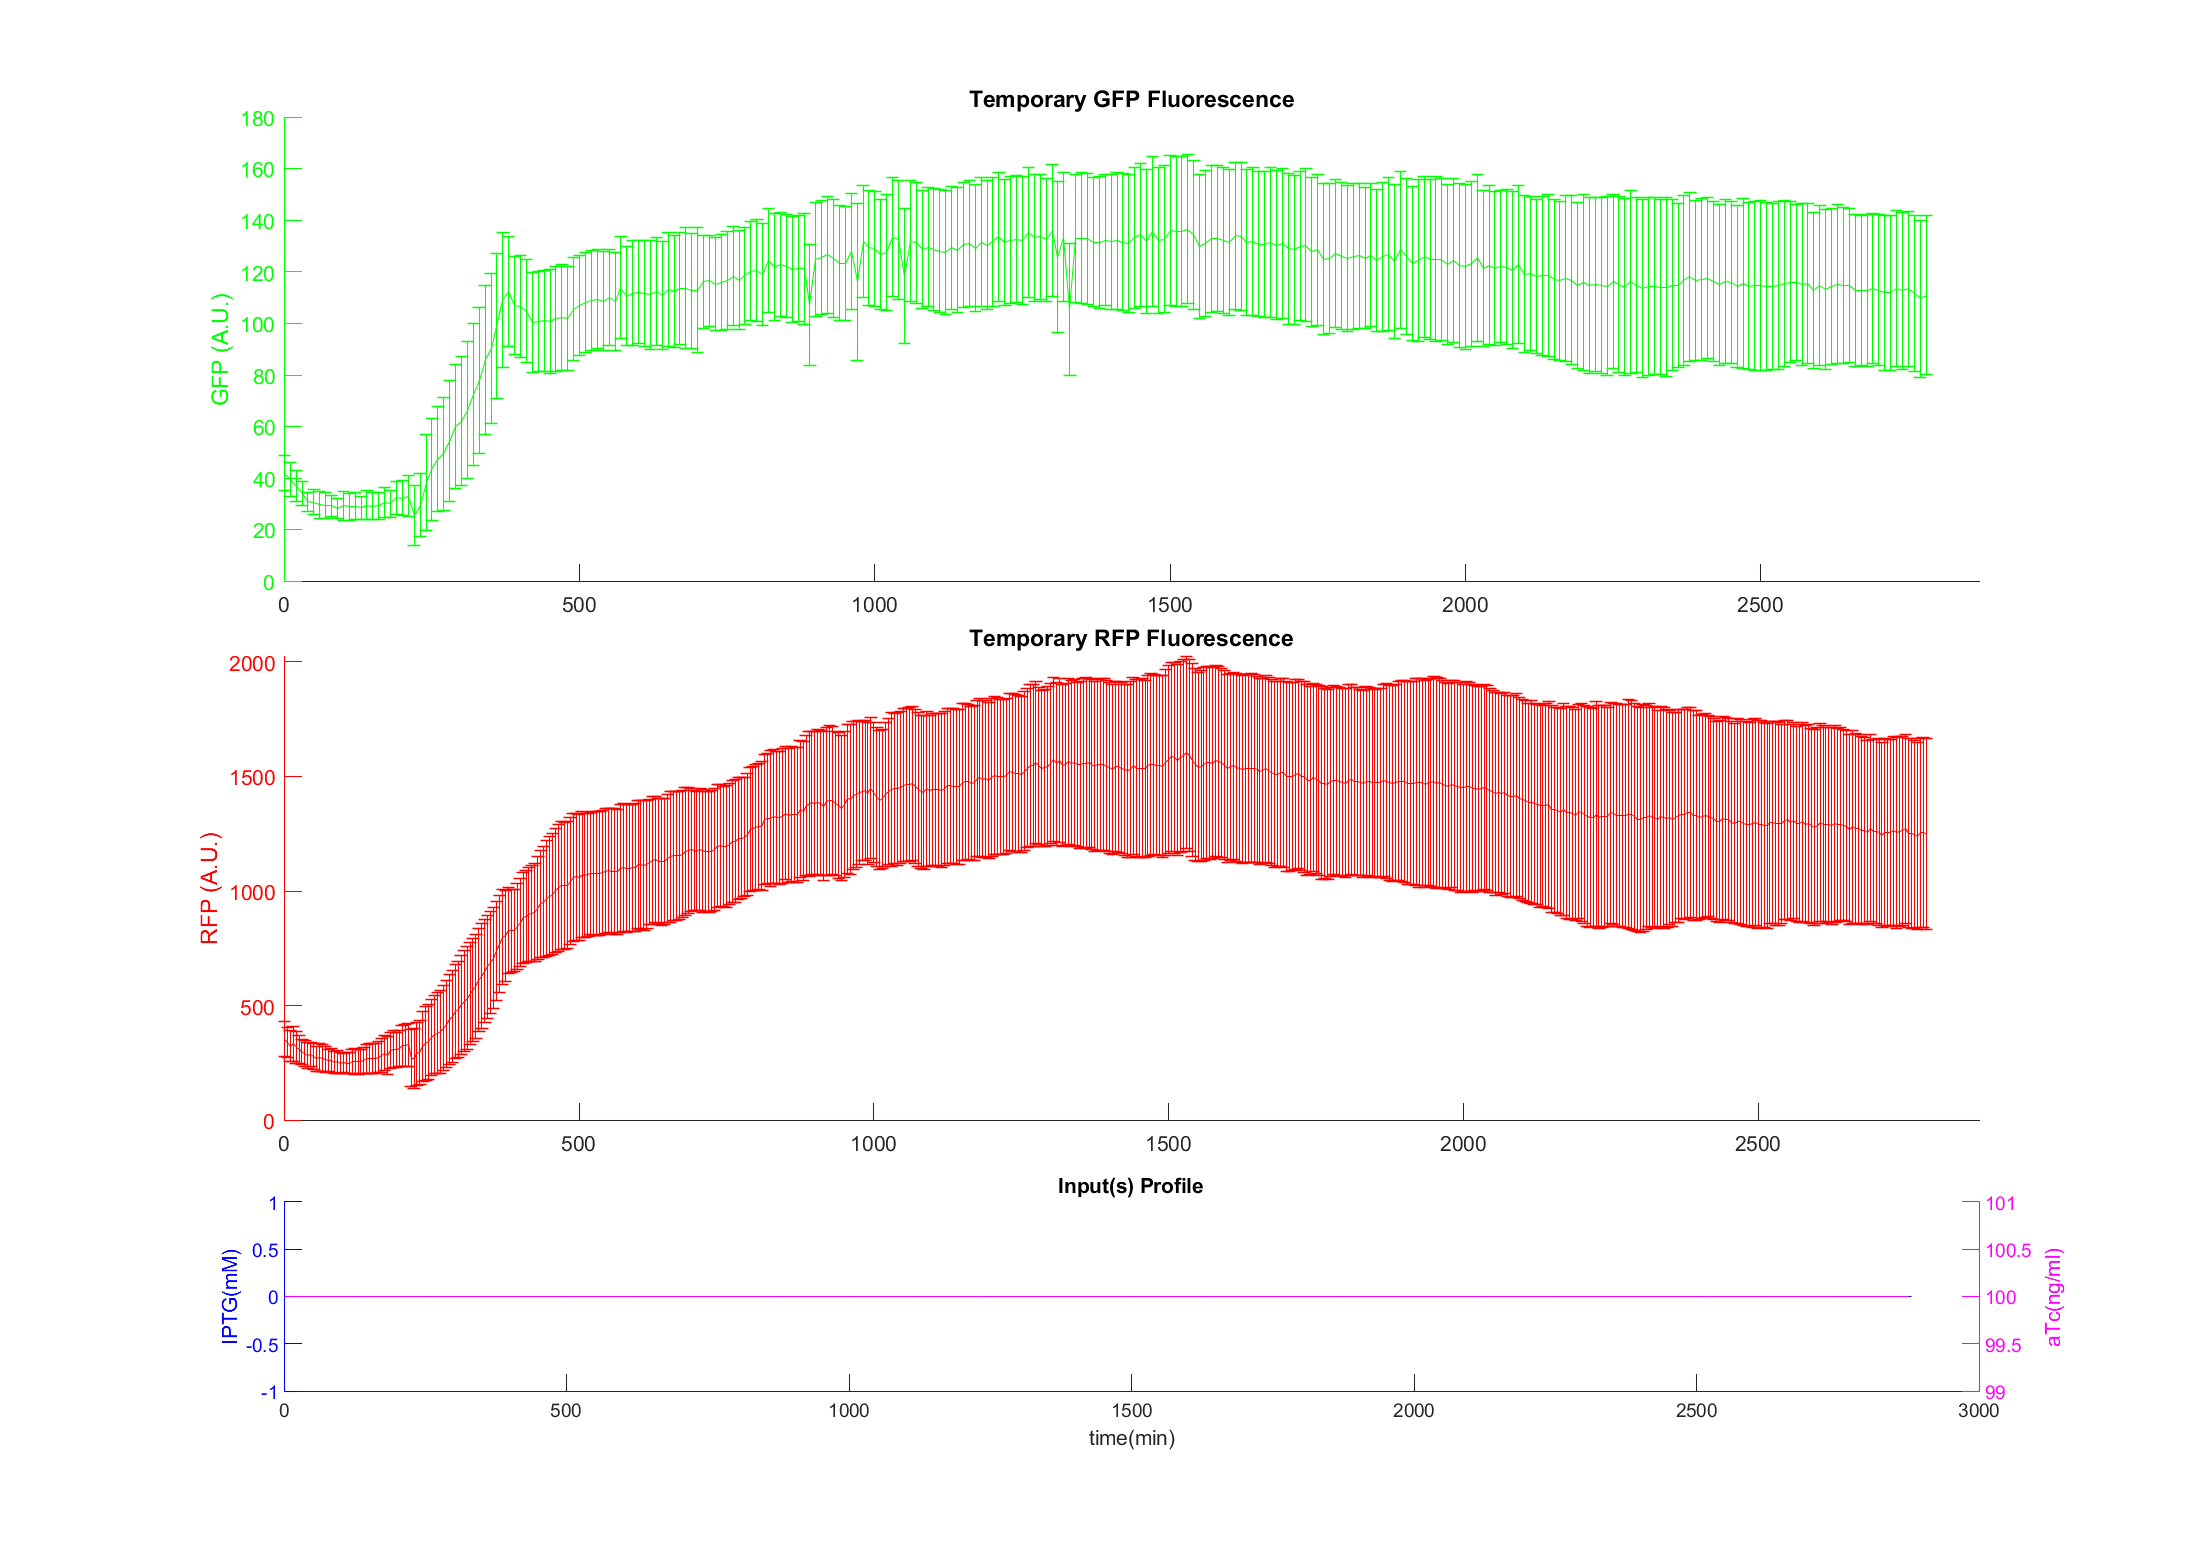 Temporary GFP Fluorescence
180
160
140
120
100
80
60
40
20
0
GFP (A.U.)
0 500 1000 1500 2000 2500
Temporary RFP Fluorescence
2000
1500
1000
500
0
RFP (A.U.)
0 500 1000 1500 2000 2500
Input(s) Profile
1
0.5
0
-0.5
-1
IPTG(mM)
101
100.5
100
99.5
99
aTc(ng/ml)
0 500 1000 1500 2000 2500 3000
time(min)